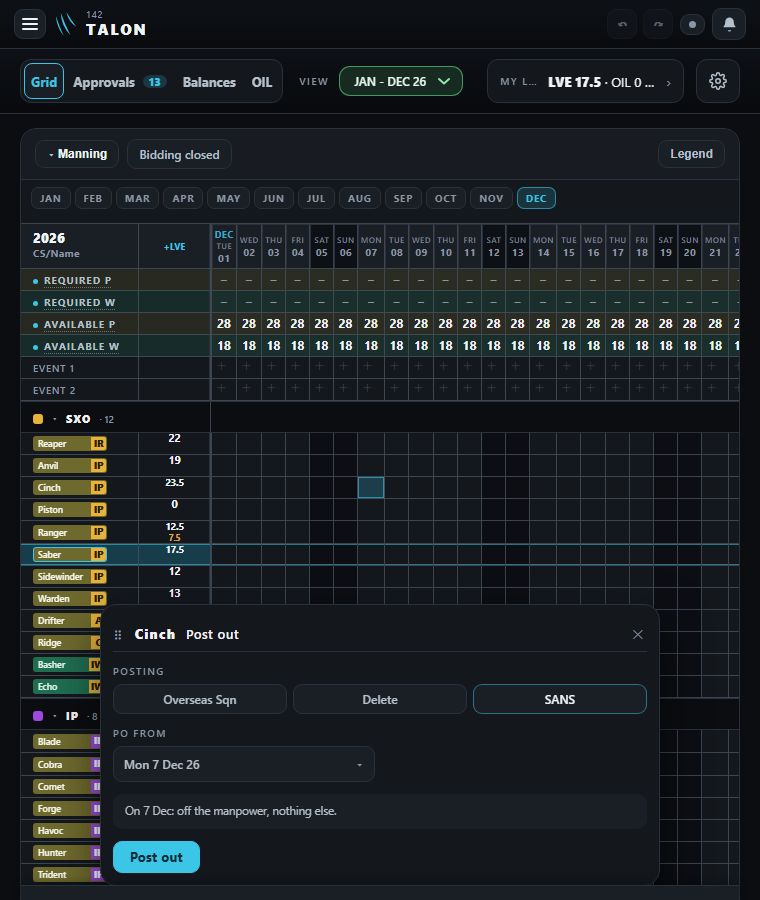 142
TALON
Grid Approvals 13 Balances OIL VIEW JAN - DEC 26 MY L... LVE 17.5 · OIL 0 ... ›
Manning Bidding closed Legend
JAN FEB MAR APR MAY JUN JUL AUG SEP OCT NOV DEC
2026 CS/Name +LVE
DEC TUE 01 WED 02 THU 03 FRI 04 SAT 05 SUN 06 MON 07 TUE 08 WED 09 THU 10 FRI 11 SAT 12 SUN 13 MON 14 TUE 15 WED 16 THU 17 FRI 18 SAT 19 SUN 20 MON 21
REQUIRED P – – – – – – – – – – – – – – – – – – – – –
REQUIRED W – – – – – – – – – – – – – – – – – – – – –
AVAILABLE P 28 28 28 28 28 28 28 28 28 28 28 28 28 28 28 28 28 28 28 28 28
AVAILABLE W 18 18 18 18 18 18 18 18 18 18 18 18 18 18 18 18 18 18 18 18 18
EVENT 1 + + + + + + + + + + + + + + + + + + + + +
EVENT 2 + + + + + + + + + + + + + + + + + + + + +
SXO · 12
Reaper IR 22
Anvil IP 19
Cinch IP 23.5
Piston IP 0
Ranger IP 12.5
7.5
Saber IP 17.5
Sidewinder IP 12
Warden IP 13
Drifter
Ridge
Basher
Echo
IP · 8
Blade
Cobra
Comet
Forge
Havoc
Hunter
Trident
Cinch Post out
POSTING
Overseas Sqn Delete SANS
PO FROM
Mon 7 Dec 26
On 7 Dec: off the manpower, nothing else.
Post out